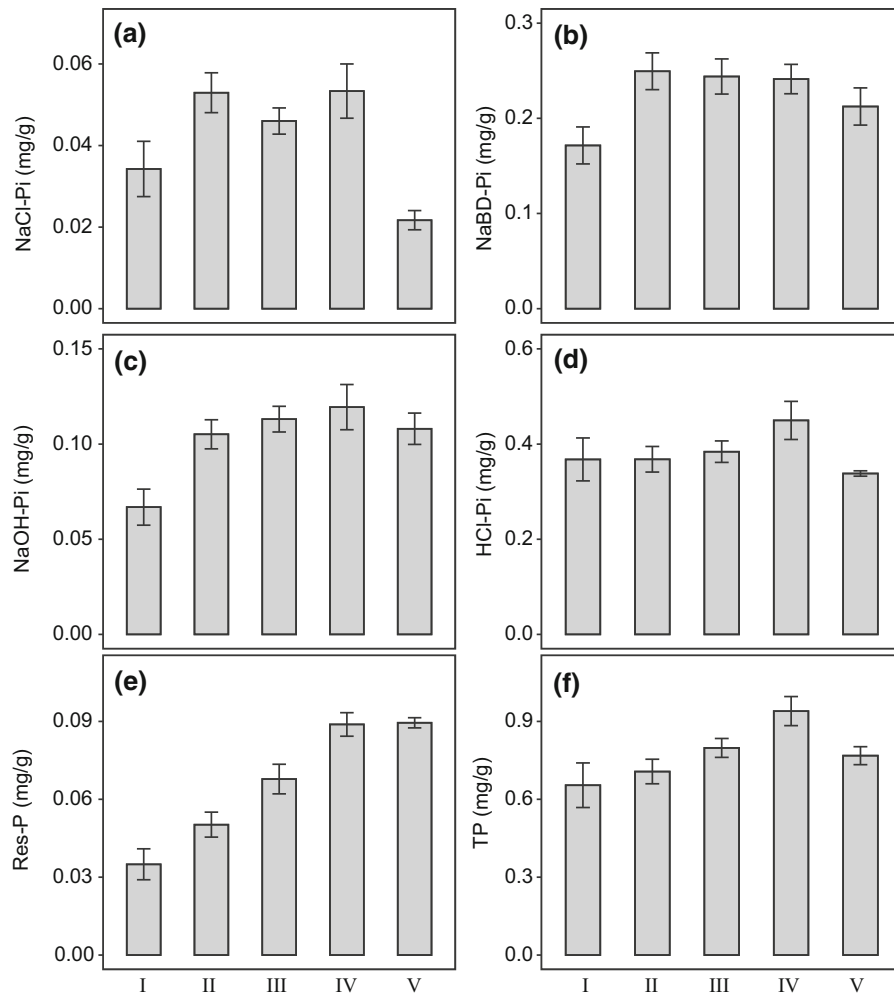 (a)
NaCl-Pi (mg/g)
0.06
0.04
0.02
0.00
(b)
NaBD-Pi (mg/g)
0.3
0.2
0.1
0
(c)
NaOH-Pi (mg/g)
0.15
0.10
0.05
0.00
(d)
HCl-Pi (mg/g)
0.6
0.4
0.2
0.0
(e)
Res-P (mg/g)
0.09
0.06
0.03
0.00
I II III IV V
(f)
TP (mg/g)
0.9
0.6
0.3
0.0
I II III IV V